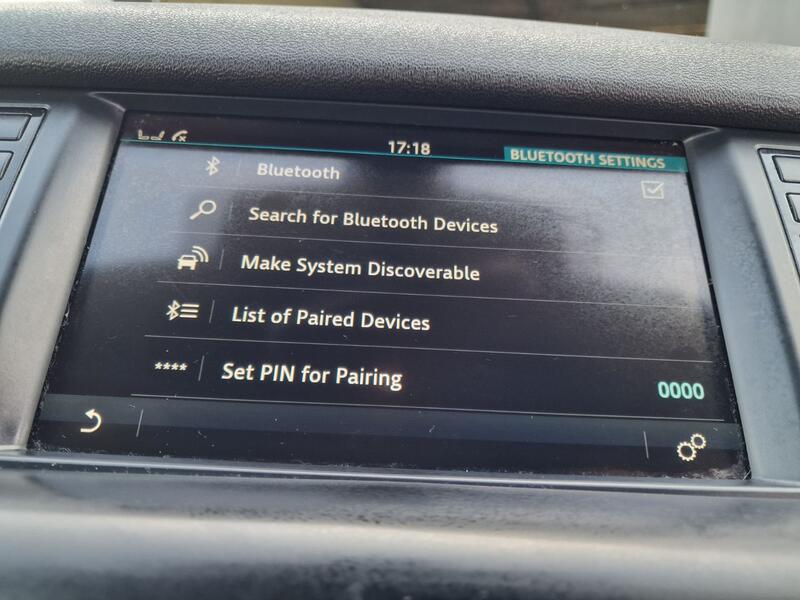 17:18
BLUETOOTH SETTINGS
Bluetooth
Search for Bluetooth Devices
Make System Discoverable
List of Paired Devices
**** Set PIN for Pairing 0000